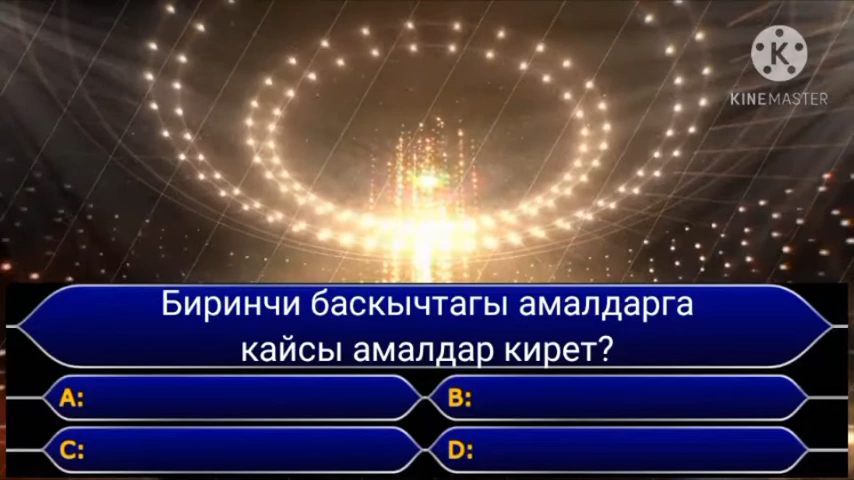 KINEMASTER
Биринчи баскычтагы амалдарга
кайсы амалдар кирет?
A:
B:
C:
D: